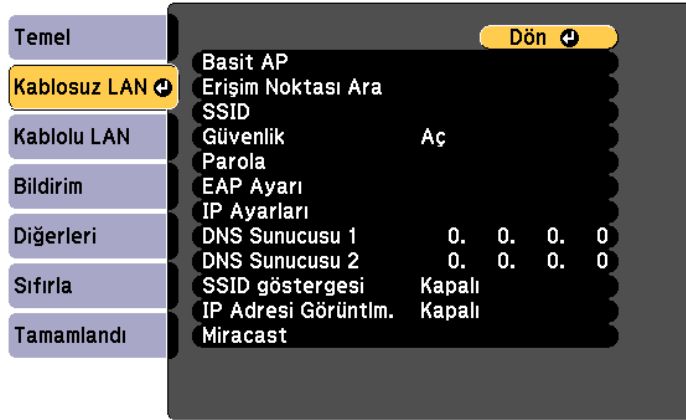 Temel
Kablosuz LAN
Kablolu LAN
Bildirim
Diğerleri
Sıfırla
Tamamlandı
Dön
Basit AP
Erişim Noktası Ara
SSID
Güvenlik Aç
Parola
EAP Ayarı
IP Ayarları
DNS Sunucusu 1 0. 0. 0. 0
DNS Sunucusu 2 0. 0. 0. 0
SSID göstergesi Kapalı
IP Adresi Görüntlm. Kapalı
Miracast